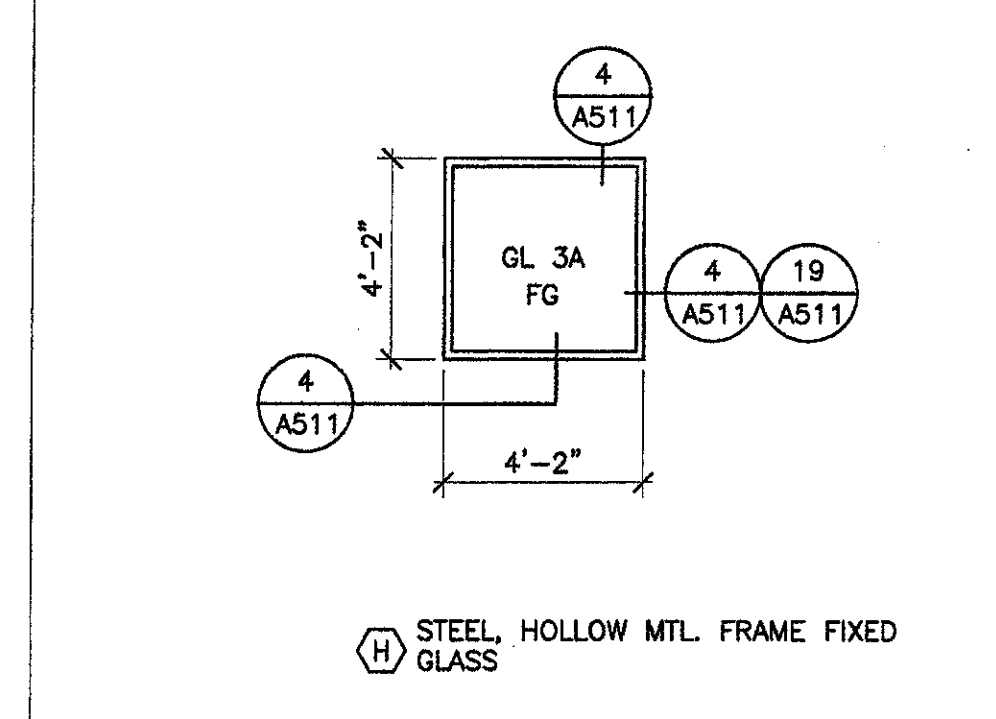 4
A511
4'-2"
GL 3A
FG
4
A511
19
A511
4
A511
4'-2"
H
STEEL, HOLLOW MTL. FRAME FIXED
GLASS